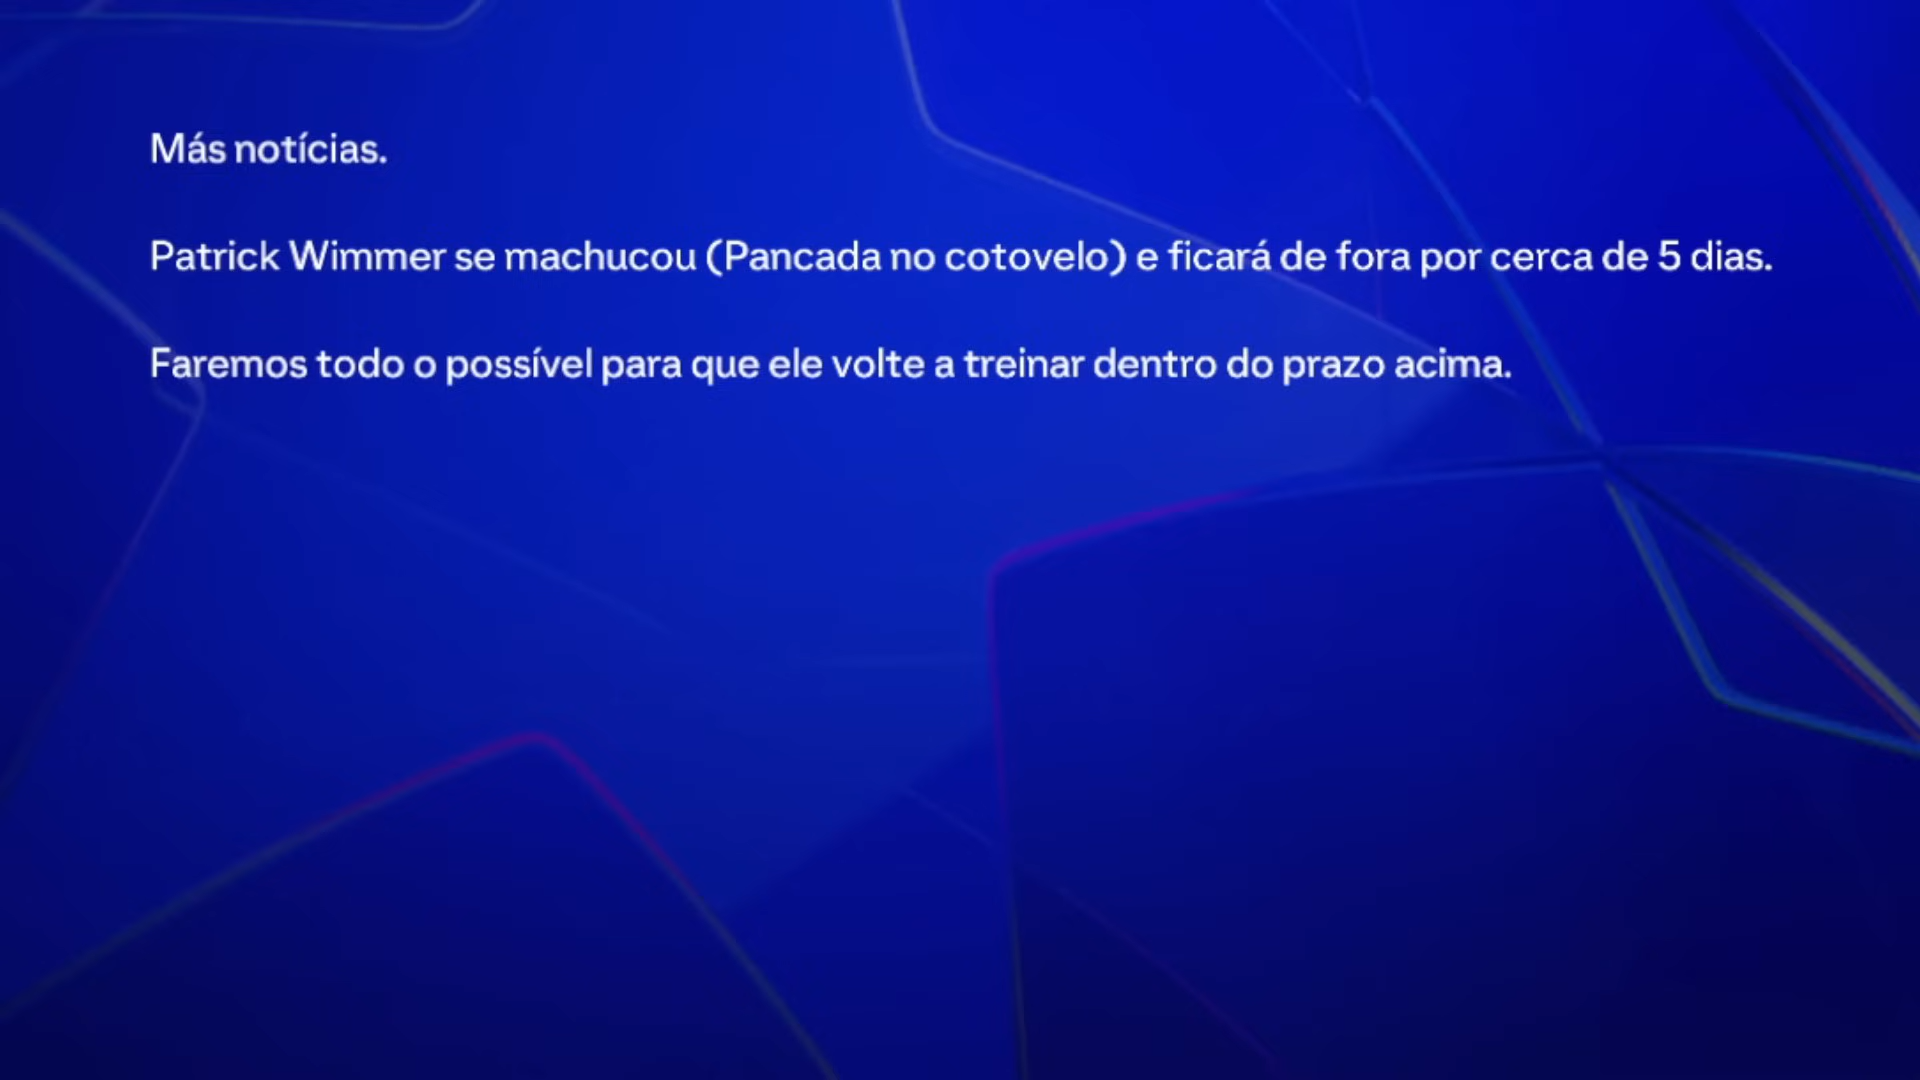 Más notícias.
Patrick Wimmer se machucou (Pancada no cotovelo) e ficará de fora por cerca de 5 dias.
Faremos todo o possível para que ele volte a treinar dentro do prazo acima.